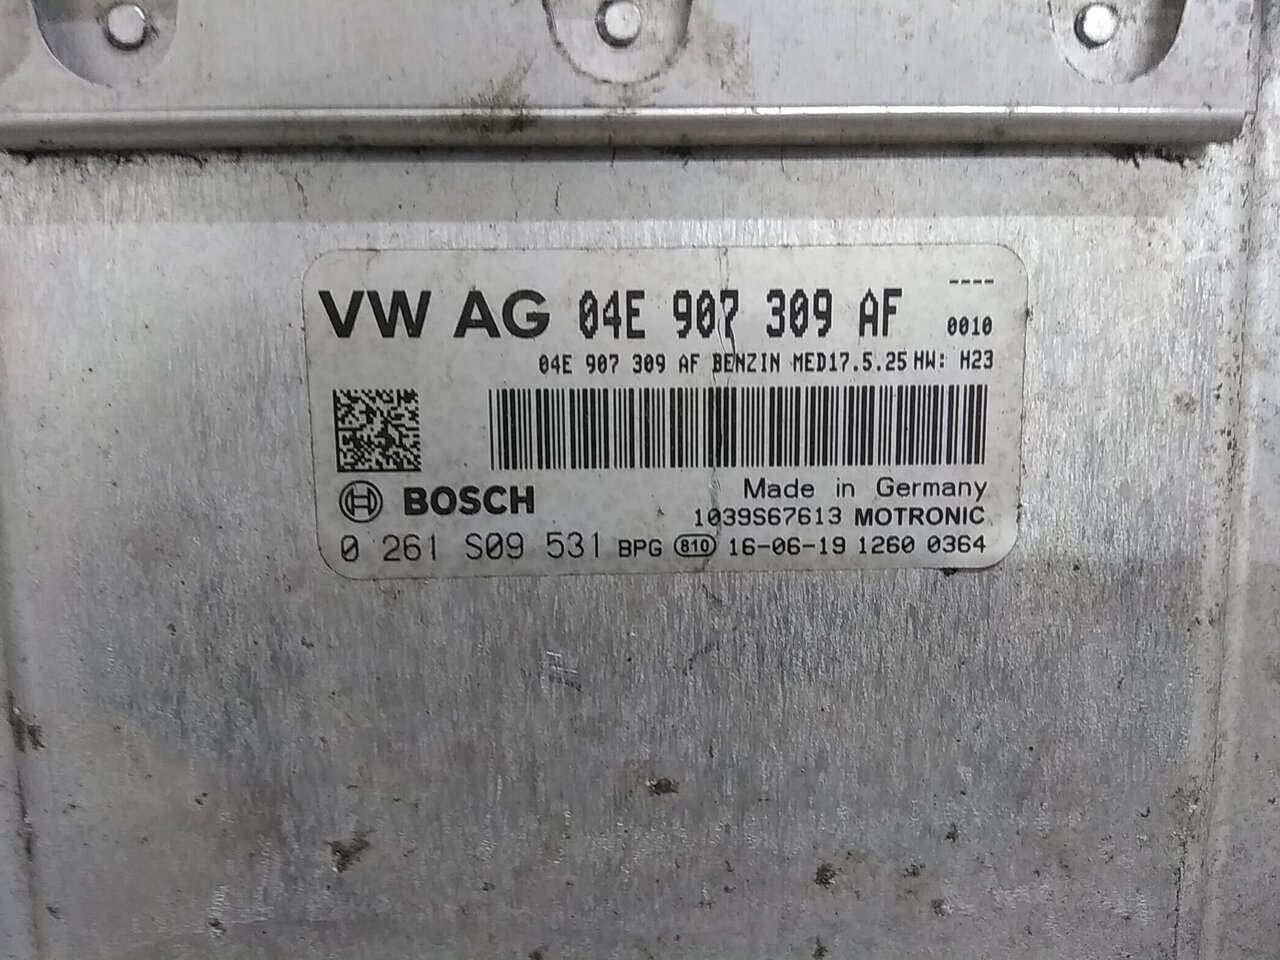 ----
VW AG 04E 907 309 AF 0010
04E 907 309 AF BENZIN MED17.5.25 HW: H23
BOSCH
Made in Germany
1039S67613 MOTRONIC
0 261 S09 531 BPG 810 16-06-19 1260 0364